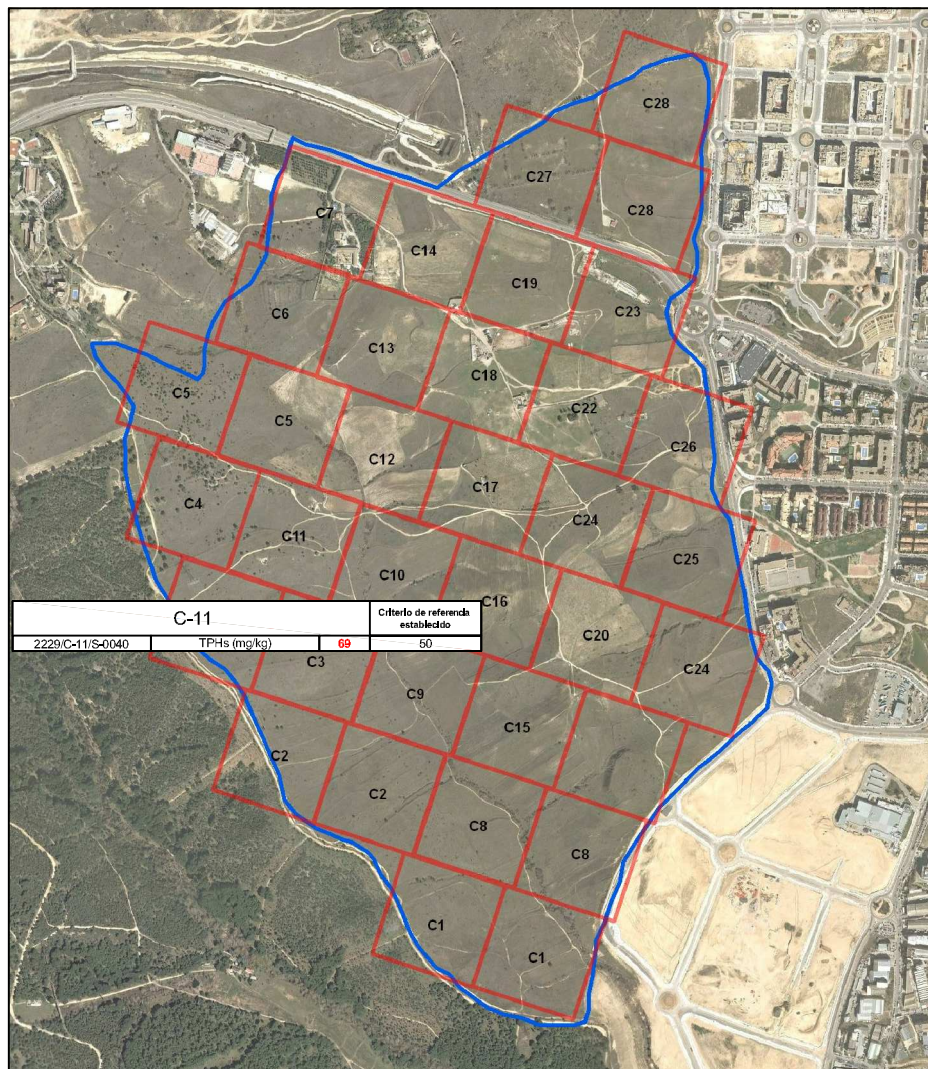 C28
C27
C28
C7
C14
C19
C6
C23
C13
C18
C5
C22
C5
C26
C12
C17
C4
C24
C11
C25
C10
C16
C-11
Criterio de referencia
establecido
2229/C-11/S-0040 TPHs (mg/kg) 69 50
C20
C3
C24
C9
C15
C2
C2
C8
C8
C1
C1